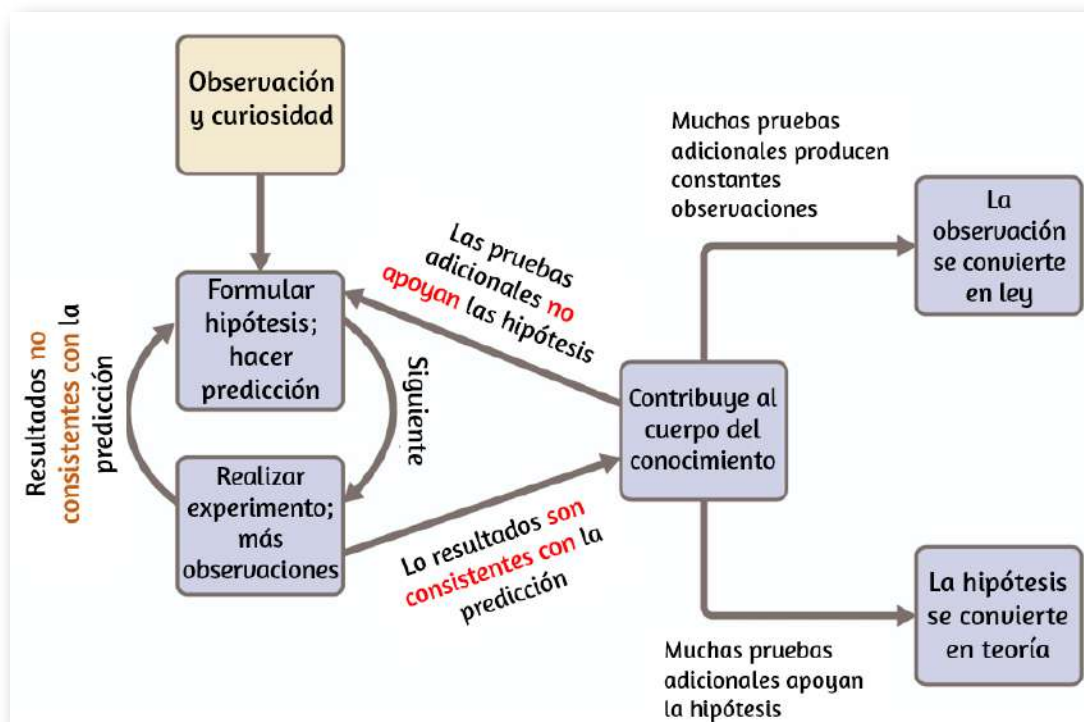 Observación
y curiosidad
Formular
hipótesis;
hacer
predicción
Resultados no
consistentes con la
predicción
Siguiente
Realizar
experimento;
más
observaciones
Las pruebas
adicionales no
apoyan las hipótesis
Lo resultados son
consistentes con la
predicción
Contribuye al
cuerpo del
conocimiento
Muchas pruebas
adicionales producen
constantes
observaciones
La
observación
se convierte
en ley
Muchas pruebas
adicionales apoyan
la hipótesis
La hipótesis
se convierte
en teoría